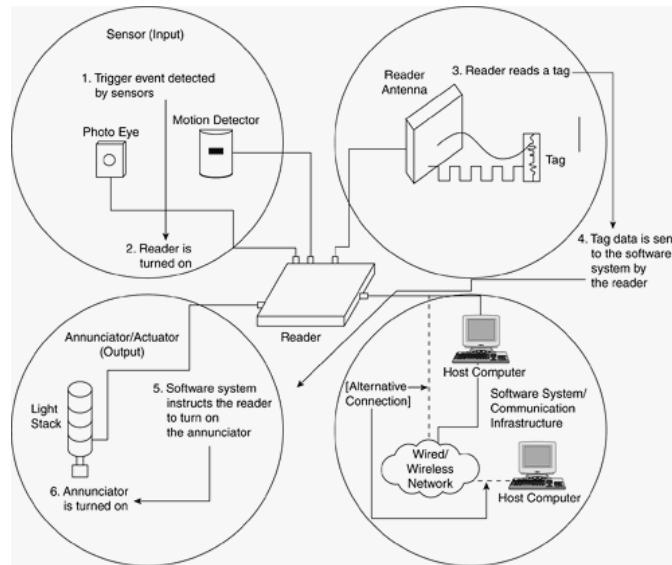 Sensor (Input)
1. Trigger event detected
by sensors
Photo Eye
Motion Detector
2. Reader is
turned on
Reader
Antenna
3. Reader reads a tag
Tag
4. Tag data is sen
to the software
system by
the reader
Reader
Annunciator/Actuator
(Output)
Light
Stack
5. Software system
instructs the reader
to turn on
the annunciator
6. Annunciator
is turned on
Host Computer
[Alternative
Connection]
Software System/
Communication
Infrastructure
Wired/
Wireless
Network
Host Computer